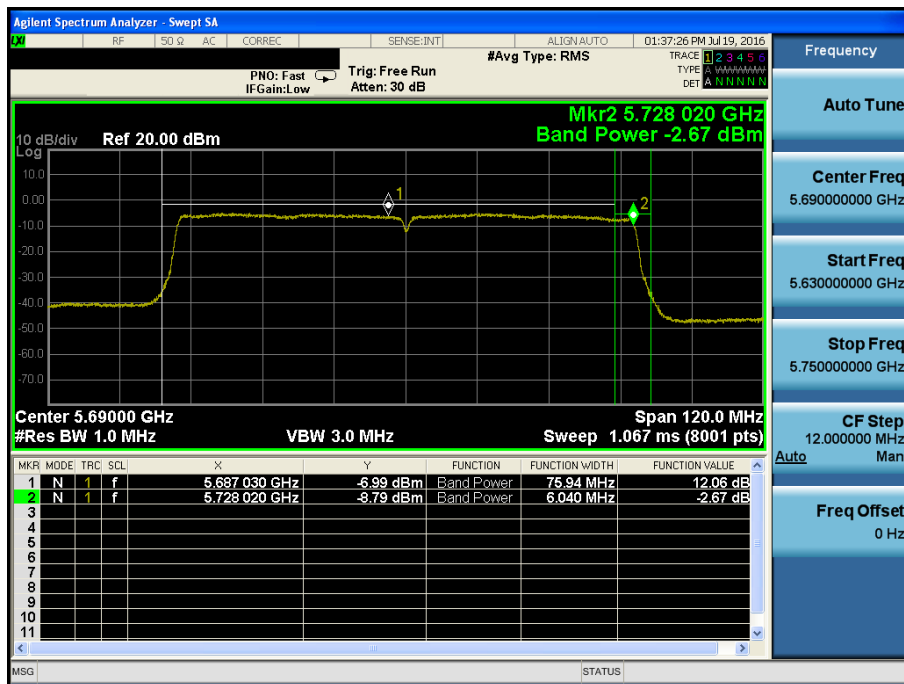 Agilent Spectrum Analyzer - Swept SA
LXI RF 50 Ω AC CORREC SENSE:INT ALIGN AUTO 01:37:26 PM Jul 19, 2016
#Avg Type: RMS
TRACE 1 2 3 4 5 6
TYPE A WWWWW
DET A N N N N N
PNO: Fast
IFGain:Low
Trig: Free Run
Atten: 30 dB
Mkr2 5.728 020 GHz
Band Power -2.67 dBm
10 dB/div
Log
Ref 20.00 dBm
10.0
0.00
-10.0
-20.0
-30.0
-40.0
-50.0
-60.0
-70.0
1
2
Center 5.69000 GHz
Span 120.0 MHz
#Res BW 1.0 MHz
VBW 3.0 MHz
Sweep 1.067 ms (8001 pts)
MKR MODE TRC SCL X Y FUNCTION FUNCTION WIDTH FUNCTION VALUE
1 N 1 f 5.687 030 GHz -6.99 dBm Band Power 75.94 MHz 12.06 dB
2 N 1 f 5.728 020 GHz -8.79 dBm Band Power 6.040 MHz -2.67 dB
3
4
5
6
7
8
9
10
11
MSG
STATUS
Frequency
Auto Tune
Center Freq
5.690000000 GHz
Start Freq
5.630000000 GHz
Stop Freq
5.750000000 GHz
CF Step
12.000000 MHz
Auto Man
Freq Offset
0 Hz